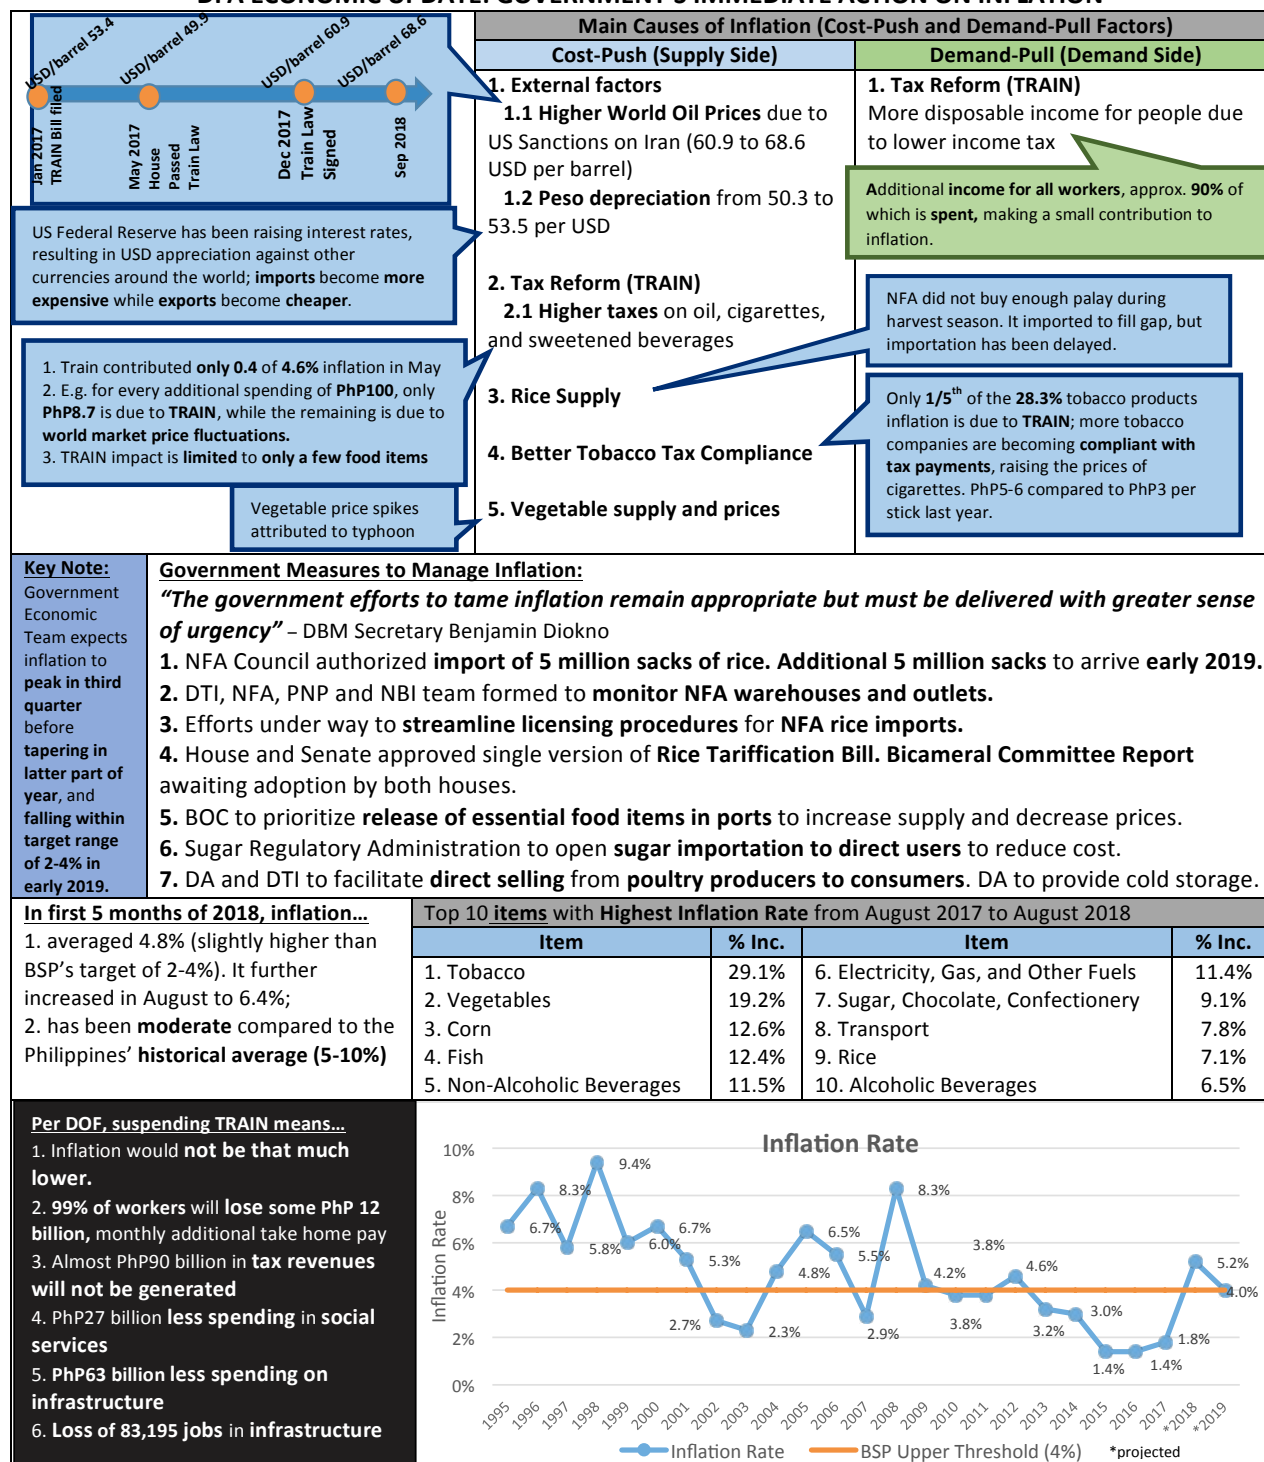 DFA ECONOMIC UPDATE: GOVERNMENT'S IMMEDIATE ACTION ON INFLATION
USD/barrel 53.4
USD/barrel 49.9
USD/barrel 60.9
USD/barrel 68.6
Jan 2017
TRAIN Bill filed
May 2017
House
Passed
Train Law
Dec 2017
Train Law
Signed
Sep 2018
US Federal Reserve has been raising interest rates,
resulting in USD appreciation against other
currencies around the world; imports become more
expensive while exports become cheaper.
1. Train contributed only 0.4 of 4.6% inflation in May
2. E.g. for every additional spending of PhP100, only
PhP8.7 is due to TRAIN, while the remaining is due to
world market price fluctuations.
3. TRAIN impact is limited to only a few food items
Vegetable price spikes
attributed to typhoon
Main Causes of Inflation (Cost-Push and Demand-Pull Factors)
Cost-Push (Supply Side)
1. External factors
1.1 Higher World Oil Prices due to
US Sanctions on Iran (60.9 to 68.6
USD per barrel)
1.2 Peso depreciation from 50.3 to
53.5 per USD
2. Tax Reform (TRAIN)
2.1 Higher taxes on oil, cigarettes,
and sweetened beverages
3. Rice Supply
4. Better Tobacco Tax Compliance
5. Vegetable supply and prices
Demand-Pull (Demand Side)
1. Tax Reform (TRAIN)
More disposable income for people due
to lower income tax
Additional income for all workers, approx. 90% of
which is spent, making a small contribution to
inflation.
NFA did not buy enough palay during
harvest season. It imported to fill gap, but
importation has been delayed.
Only 1/5th of the 28.3% tobacco products
inflation is due to TRAIN; more tobacco
companies are becoming compliant with
tax payments, raising the prices of
cigarettes. PhP5-6 compared to PhP3 per
stick last year.
Key Note:
Government
Economic
Team expects
inflation to
peak in third
quarter
before
tapering in
latter part of
year, and
falling within
target range
of 2-4% in
early 2019.
Government Measures to Manage Inflation:
"The government efforts to tame inflation remain appropriate but must be delivered with greater sense
of urgency" – DBM Secretary Benjamin Diokno
1. NFA Council authorized import of 5 million sacks of rice. Additional 5 million sacks to arrive early 2019.
2. DTI, NFA, PNP and NBI team formed to monitor NFA warehouses and outlets.
3. Efforts under way to streamline licensing procedures for NFA rice imports.
4. House and Senate approved single version of Rice Tariffication Bill. Bicameral Committee Report
awaiting adoption by both houses.
5. BOC to prioritize release of essential food items in ports to increase supply and decrease prices.
6. Sugar Regulatory Administration to open sugar importation to direct users to reduce cost.
7. DA and DTI to facilitate direct selling from poultry producers to consumers. DA to provide cold storage.
In first 5 months of 2018, inflation…
1. averaged 4.8% (slightly higher than
BSP's target of 2-4%). It further
increased in August to 6.4%;
2. has been moderate compared to the
Philippines' historical average (5-10%)
Top 10 items with Highest Inflation Rate from August 2017 to August 2018
Item % Inc. Item % Inc.
1. Tobacco 29.1% 6. Electricity, Gas, and Other Fuels 11.4%
2. Vegetables 19.2% 7. Sugar, Chocolate, Confectionery 9.1%
3. Corn 12.6% 8. Transport 7.8%
4. Fish 12.4% 9. Rice 7.1%
5. Non-Alcoholic Beverages 11.5% 10. Alcoholic Beverages 6.5%
Per DOF, suspending TRAIN means…
1. Inflation would not be that much
lower.
2. 99% of workers will lose some PhP 12
billion, monthly additional take home pay
3. Almost PhP90 billion in tax revenues
will not be generated
4. PhP27 billion less spending in social
services
5. PhP63 billion less spending on
infrastructure
6. Loss of 83,195 jobs in infrastructure
Inflation Rate
Inflation Rate
10%
8%
6%
4%
2%
0%
6.7%
8.3%
5.8%
9.4%
6.0%
6.7%
5.3%
2.7%
2.3%
4.8%
6.5%
5.5%
2.9%
8.3%
4.2%
3.8%
3.8%
4.6%
3.2%
3.0%
1.4%
1.4%
1.8%
5.2%
4.0%
1995 1996 1997 1998 1999 2000 2001 2002 2003 2004 2005 2006 2007 2008 2009 2010 2011 2012 2013 2014 2015 2016 2017 *2018 *2019
Inflation Rate BSP Upper Threshold (4%) *projected